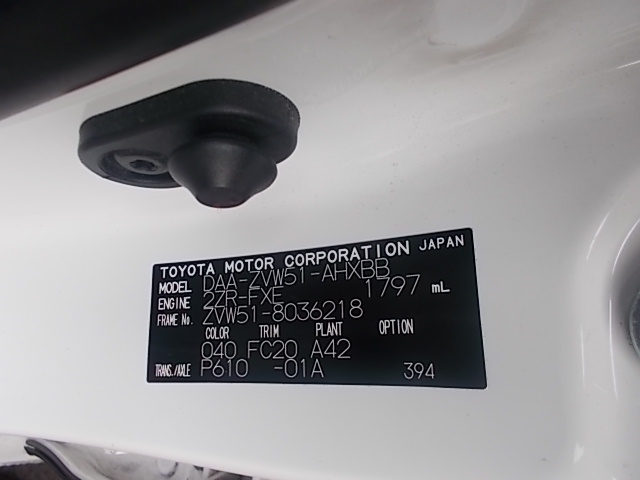 TOYOTA MOTOR CORPORATION JAPAN
MODEL DAA-ZVW51-AHXBB
ENGINE 2ZR-FXE 1797 mL
FRAME No. ZVW51-8036218
COLOR TRIM PLANT OPTION
040 FC20 A42
TRANS./AXLE P610 -01A 394